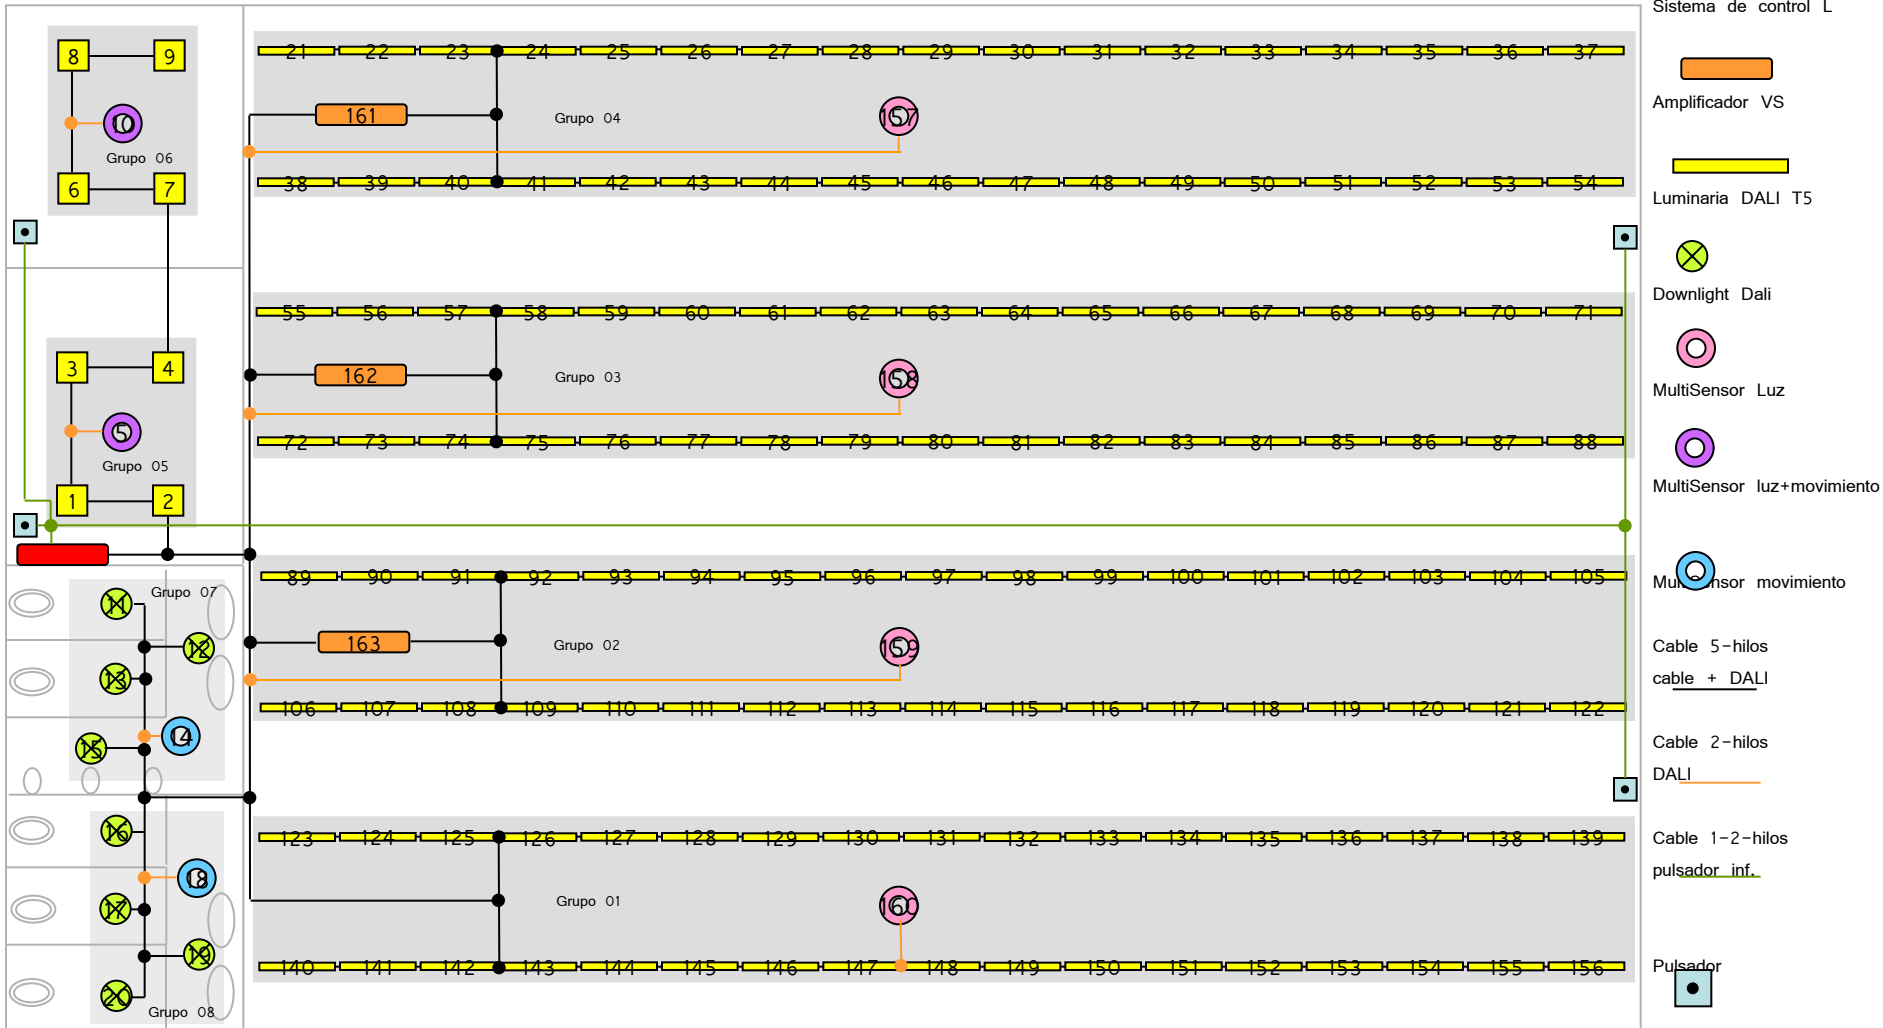 Sistema de control L
8 9
21 22 23 24 25 26 27 28 29 30 31 32 33 34 35 36 37
161
Grupo 04
157
10
Grupo 06
6 7
38 39 40 41 42 43 44 45 46 47 48 49 50 51 52 53 54
55 56 57 58 59 60 61 62 63 64 65 66 67 68 69 70 71
3 4
162
Grupo 03
158
5
Grupo 05
72 73 74 75 76 77 78 79 80 81 82 83 84 85 86 87 88
1 2
89 90 91 92 93 94 95 96 97 98 99 100 101 102 103 104 105
Grupo 07
11
12
13
163
Grupo 02
159
106 107 108 109 110 111 112 113 114 115 116 117 118 119 120 121 122
14
15
16
123 124 125 126 127 128 129 130 131 132 133 134 135 136 137 138 139
18
17
Grupo 01
160
19
140 141 142 143 144 145 146 147 148 149 150 151 152 153 154 155 156
20
Grupo 08
Amplificador VS
Luminaria DALI T5
Downlight Dali
MultiSensor Luz
MultiSensor luz+movimiento
MultiSensor movimiento
Cable 5-hilos
cable + DALI
Cable 2-hilos
DALI
Cable 1-2-hilos
pulsador inf.
Pulsador